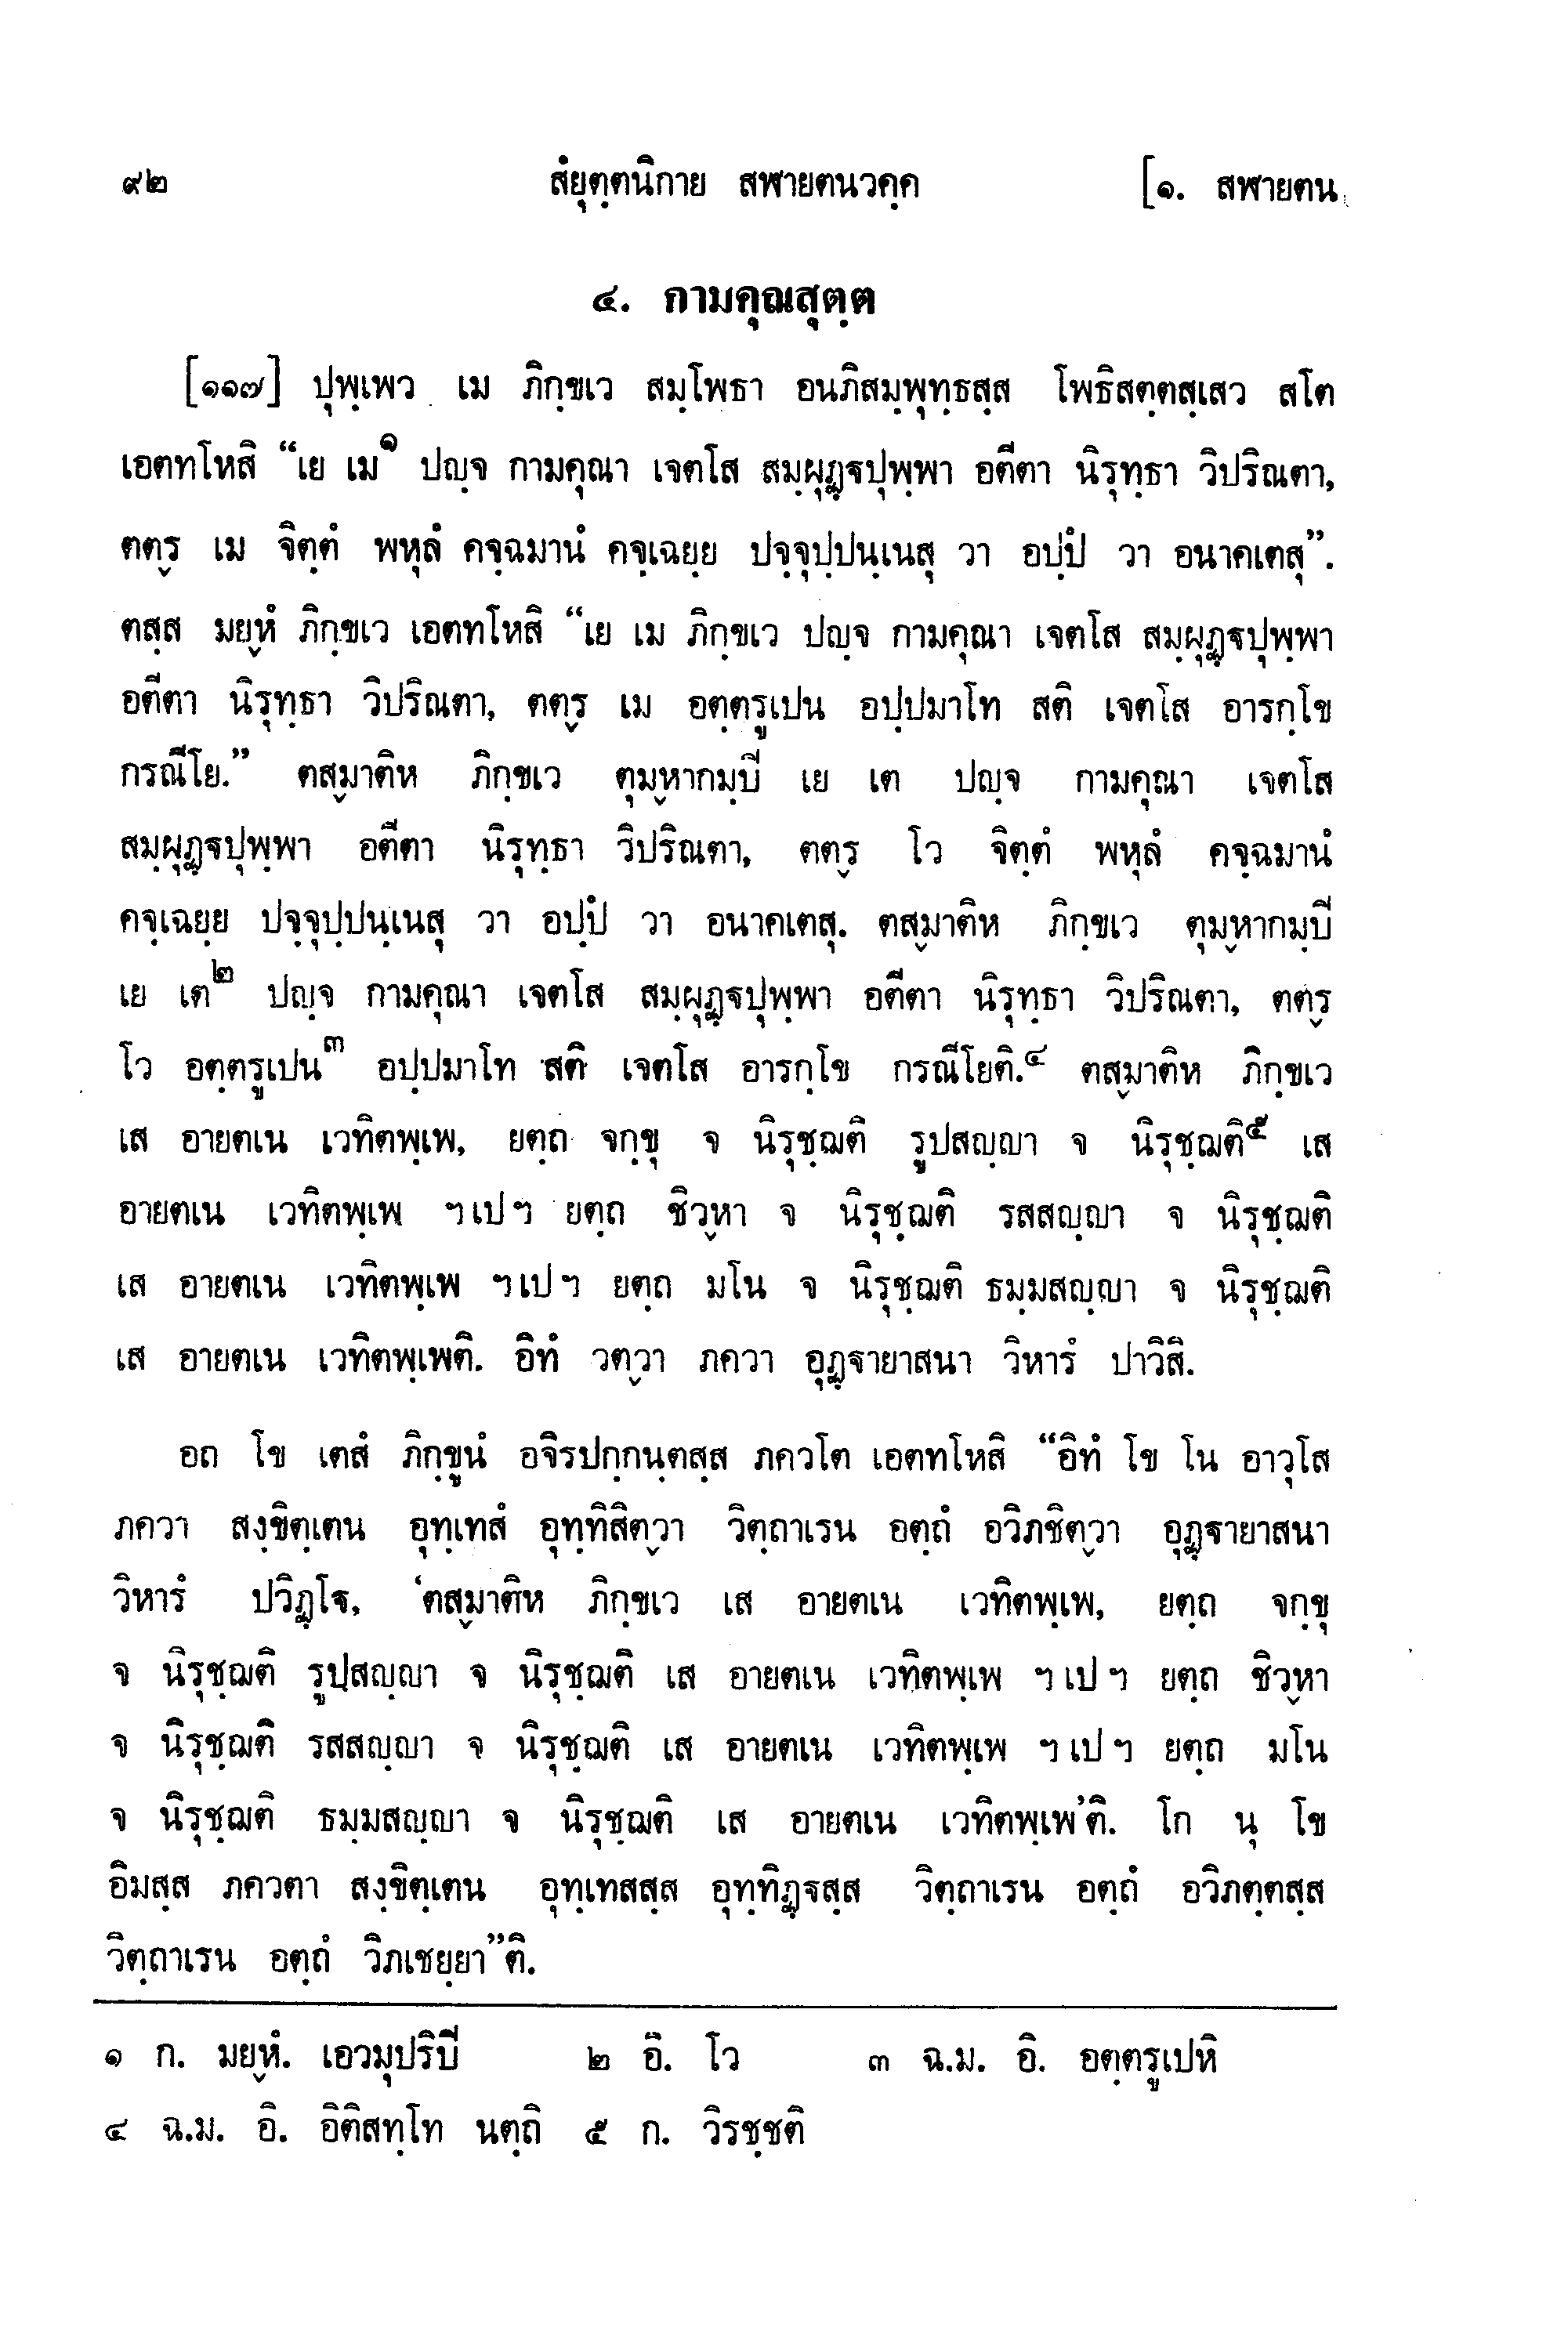 ๙๒ สํยุตฺตนิกาย สฬายตนวคฺค [๑. สฬายตน
๔. กามคุณสุตฺต
[๑๑๗] ปุพฺเพว เม ภิกฺขเว สมฺโพธา อนภิสมฺพุทฺธสฺส โพธิสตฺตสฺเสว สโต
เอตทโหสิ “เย เม๑ ปญฺจ กามคุณา เจตโส สมฺผุฏฺฐปุพฺพา อตีตา นิรุทฺธา วิปริณตา,
ตตฺร เม จิตฺตํ พหุลํ คจฺฉมานํ คจฺเฉยฺย ปจฺจุปฺปนฺเนสุ วา อปฺปํ วา อนาคเตสุ”.
ตสฺส มยฺหํ ภิกฺขเว เอตทโหสิ “เย เม ภิกฺขเว ปญฺจ กามคุณา เจตโส สมฺผุฏฺฐปุพฺพา
อตีตา นิรุทฺธา วิปริณตา, ตตฺร เม อตฺตรูเปน อปฺปมาโท สติ เจตโส อารกฺโข
กรณีโย.” ตสฺมาติห ภิกฺขเว ตุมฺหากมฺปิ เย เต ปญฺจ กามคุณา เจตโส
สมฺผุฏฺฐปุพฺพา อตีตา นิรุทฺธา วิปริณตา, ตตฺร โว จิตฺตํ พหุลํ คจฺฉมานํ
คจฺเฉยฺย ปจฺจุปฺปนฺเนสุ วา อปฺปํ วา อนาคเตสุ. ตสฺมาติห ภิกฺขเว ตุมฺหากมฺปิ
เย เต๒ ปญฺจ กามคุณา เจตโส สมฺผุฏฺฐปุพฺพา อตีตา นิรุทฺธา วิปริณตา, ตตฺร
โว อตฺตรูเปน๓ อปฺปมาโท สติ เจตโส อารกฺโข กรณีโยติ.๔ ตสฺมาติห ภิกฺขเว
เส อายตเน เวทิตพฺเพ, ยตฺถ จกฺขุ จ นิรุชฺฌติ รูปสญฺญา จ นิรุชฺฌติ๕ เส
อายตเน เวทิตพฺเพ ฯเปฯ ยตฺถ ชิวฺหา จ นิรุชฺฌติ รสสญฺญา จ นิรุชฺฌติ
เส อายตเน เวทิตพฺเพ ฯเปฯ ยตฺถ มโน จ นิรุชฺฌติ ธมฺมสญฺญา จ นิรุชฺฌติ
เส อายตเน เวทิตพฺเพติ. อิทํ วตฺวา ภควา อุฏฺฐายาสนา วิหารํ ปาวิสิ.
อถ โข เตสํ ภิกฺขูนํ อจิรปกฺกนฺตสฺส ภควโต เอตทโหสิ “อิทํ โข โน อาวุโส
ภควา สงฺขิตฺเตน อุทฺเทสํ อุทฺทิสิตฺวา วิตฺถาเรน อตฺถํ อวิภชิตฺวา อุฏฺฐายาสนา
วิหารํ ปวิฏฺโฐ, ‘ตสฺมาติห ภิกฺขเว เส อายตเน เวทิตพฺเพ, ยตฺถ จกฺขุ
จ นิรุชฺฌติ รูปสญฺญา จ นิรุชฺฌติ เส อายตเน เวทิตพฺเพ ฯเปฯ ยตฺถ ชิวฺหา
จ นิรุชฺฌติ รสสญฺญา จ นิรุชฺฌติ เส อายตเน เวทิตพฺเพ ฯเปฯ ยตฺถ มโน
จ นิรุชฺฌติ ธมฺมสญฺญา จ นิรุชฺฌติ เส อายตเน เวทิตพฺเพ’ติ. โก นุ โข
อิมสฺส ภควตา สงฺขิตฺเตน อุทฺเทสสฺส อุทฺทิฏฺฐสฺส วิตฺถาเรน อตฺถํ อวิภตฺตสฺส
วิตฺถาเรน อตฺถํ วิภเชยฺยา”ติ.
๑ ก. มยฺหํ. เอวมุปริปิ ๒ อิ. โว ๓ ฉ.ม. อิ. อตฺตรูเปหิ
๔ ฉ.ม. อิ. อิติสทฺโท นตฺถิ ๕ ก. วิรชฺชติ